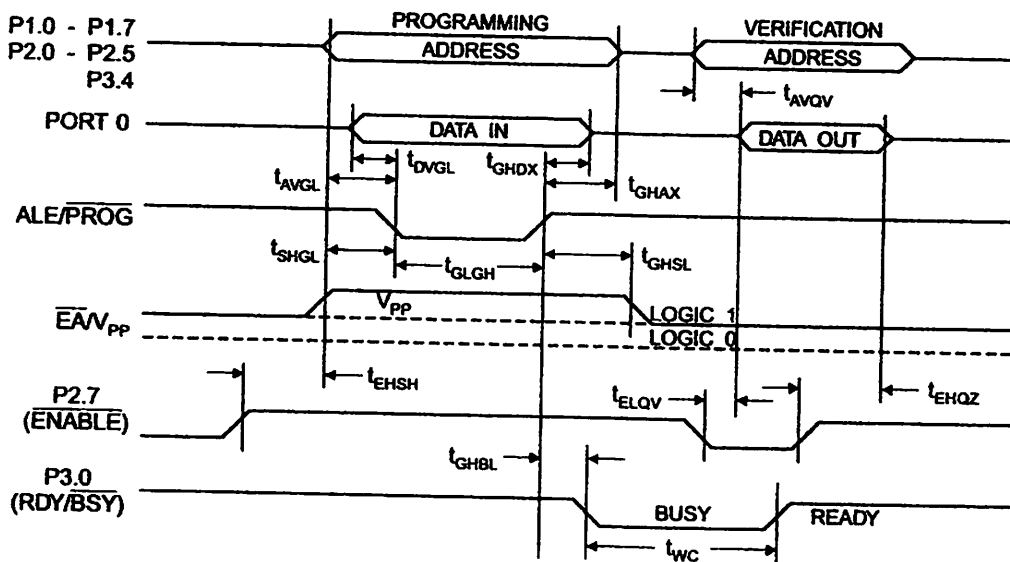 P1.0 - P1.7
P2.0 - P2.5
P3.4
PROGRAMMING
ADDRESS
VERIFICATION
ADDRESS
tAVQV
PORT 0
DATA IN
DATA OUT
tDVGL
tGHDX
tAVGL
tGHAX
ALE/PROG
tSHGL
tGLGH
tGHSL
EA/VPP
VPP
LOGIC 1
LOGIC 0
tEHSH
P2.7
(ENABLE)
tELQV
tEHQZ
tGHBL
P3.0
(RDY/BSY)
BUSY
READY
tWC